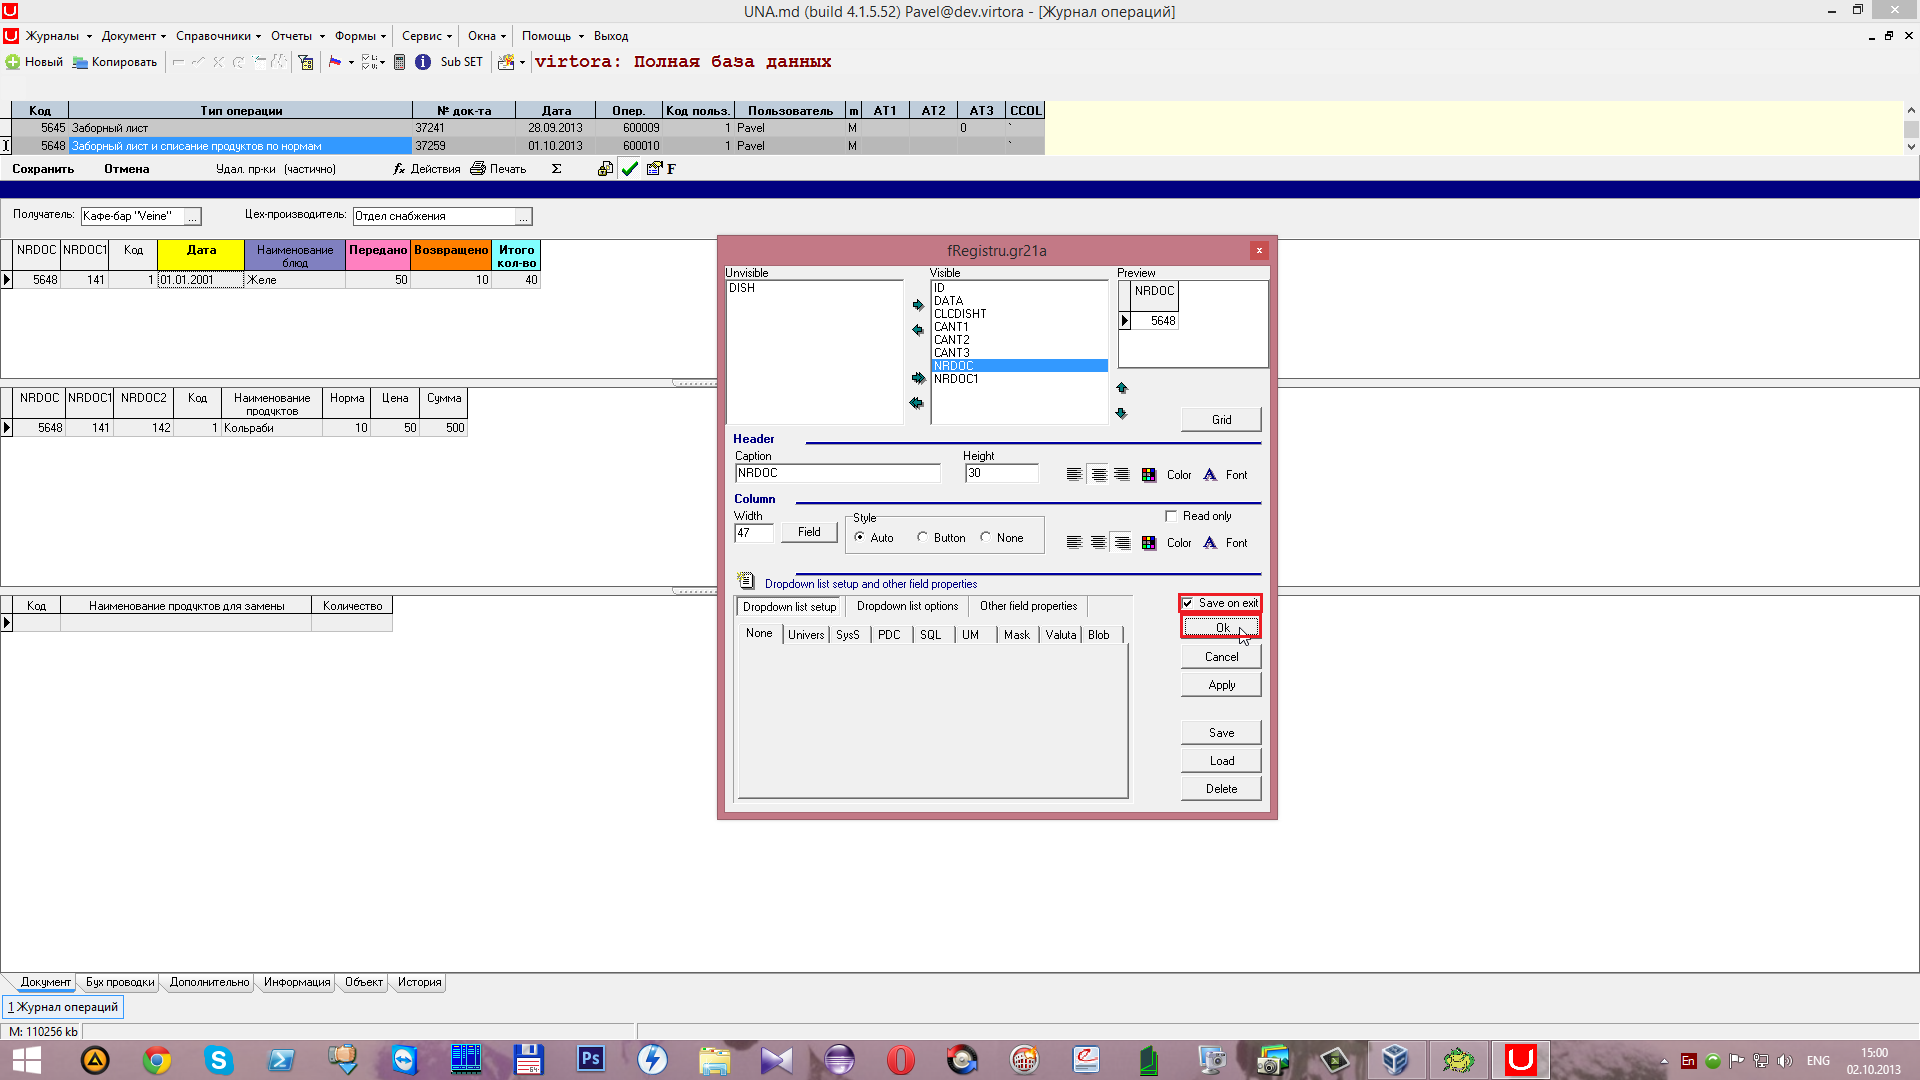 UNA.md (build 4.1.5.52) Pavel@dev.virtora - [Журнал операций]
Журналы Документ Справочники Отчеты Формы Сервис Окна Помощь Выход
Новый Копировать Sub SET virtora: Полная база данных
Код Тип операции № док-та Дата Опер. Код польз. Пользователь m AT1 AT2 AT3 CCOL
5645 Заборный лист 37241 28.09.2013 600009 1 Pavel M 0 `
5648 Заборный лист и списание продуктов по нормам 37259 01.10.2013 600010 1 Pavel M `
Сохранить Отмена Удал. пр-ки (частично) fx Действия Печать Σ F
Получатель: Кафе-бар "Veine" ... Цех-производитель: Отдел снабжения ...
NRDOC NRDOC1 Код Дата Наименование блюд Передано Возвращено Итого кол-во
5648 141 1 01.01.2001 Желе 50 10 40
NRDOC NRDOC1 NRDOC2 Код Наименование продуктов Норма Цена Сумма
5648 141 142 1 Кольраби 10 50 500
Код Наименование продуктов для замены Количество
fRegistru.gr21a x
Unvisible Visible Preview
DISH
ID
DATA
CLCDISHT
CANT1
CANT2
CANT3
NRDOC
NRDOC1
NRDOC
5648
Grid
Header
Caption Height
NRDOC 30 Color A Font
Column
Width Style Read only
47 Field Auto Button None Color A Font
Dropdown list setup and other field properties
Dropdown list setup Dropdown list options Other field properties
None Univers SysS PDC SQL UM Mask Valuta Blob
Save on exit
Ok
Cancel
Apply
Save
Load
Delete
Документ Бух проводки Дополнительно Информация Объект История
1 Журнал операций
M: 110256 kb
Ps 64 En ENG 15:00
02.10.2013